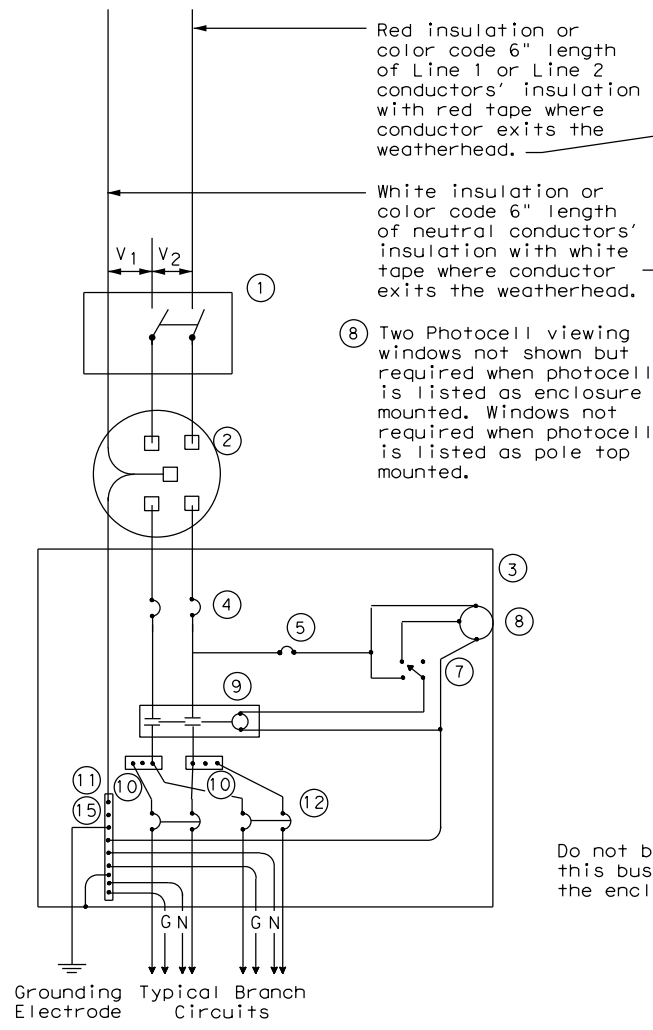 Red insulation or
color code 6" length
of Line 1 or Line 2
conductors' insulation
with red tape where
conductor exits the
weatherhead.
White insulation or
color code 6" length
of neutral conductors'
insulation with white
tape where conductor
exits the weatherhead.
V1 V2
1
8 Two Photocell viewing
windows not shown but
required when photocell
is listed as enclosure
mounted. Windows not
required when photocell
is listed as pole top
mounted.
2
3
4
5
8
7
9
11 10 10
15 12
Do not b
this bus
the encl
G N G N
Grounding
Electrode
Typical Branch
Circuits